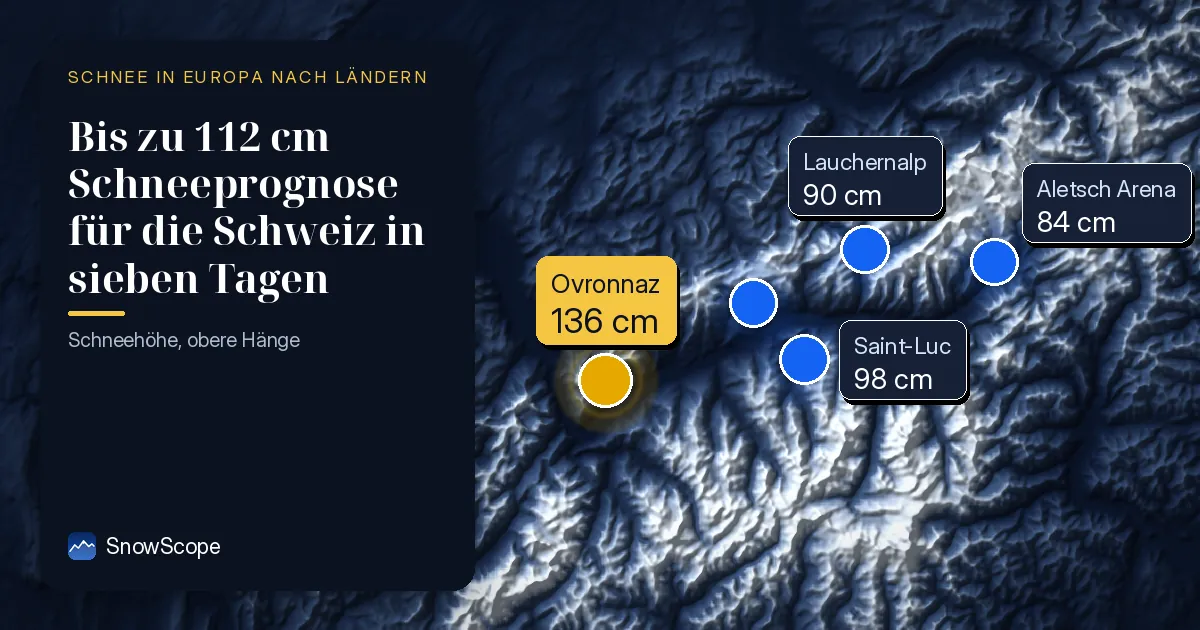 SCHNEE IN EUROPA NACH LÄNDERN
Bis zu 112 cm
Schneeprognose
für die Schweiz in
sieben Tagen
Schneehöhe, obere Hänge
SnowScope
Lauchernalp
90 cm
Aletsch Arena
84 cm
Ovronnaz
136 cm
Saint-Luc
98 cm